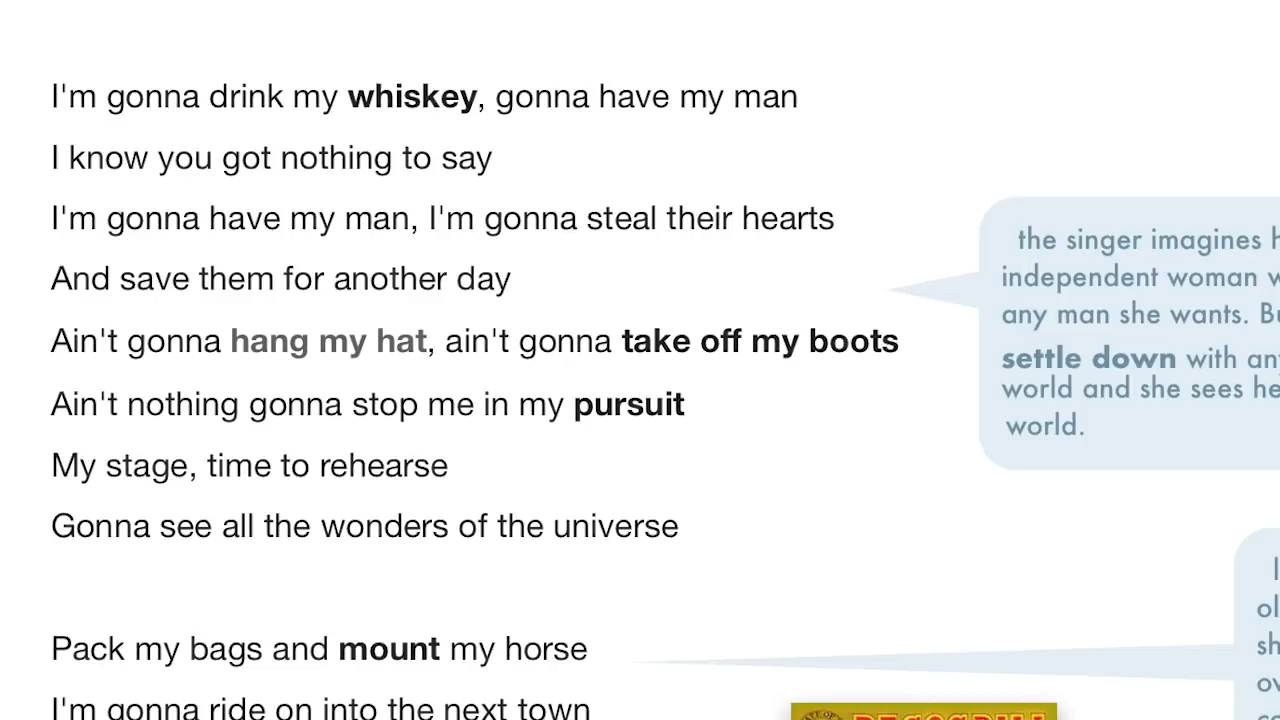 I'm gonna drink my whiskey, gonna have my man
I know you got nothing to say
I'm gonna have my man, I'm gonna steal their hearts
And save them for another day
Ain't gonna hang my hat, ain't gonna take off my boots
Ain't nothing gonna stop me in my pursuit
My stage, time to rehearse
Gonna see all the wonders of the universe
the singer imagines
independent woman
any man she wants.
settle down with
world and she sees
world.
Pack my bags and mount my horse
I'm gonna ride on into the next town